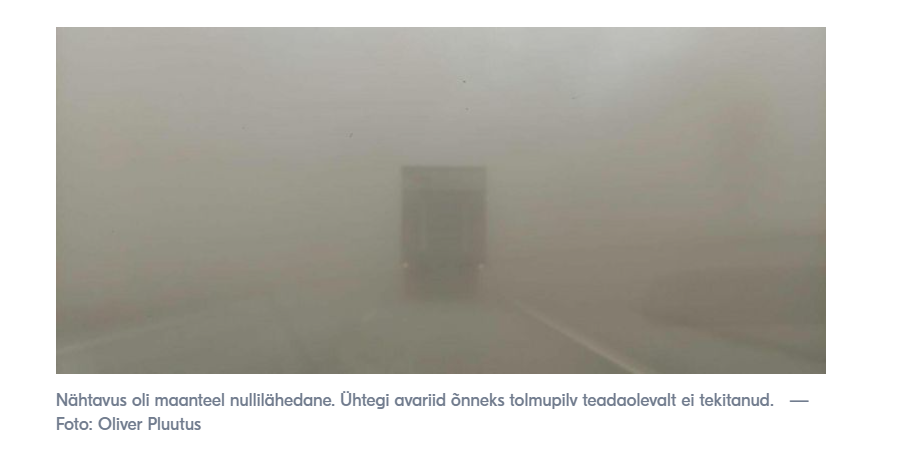 Nähtavus oli maanteel nullilähedane. Ühtegi avariid õnneks tolmupilv teadaolevalt ei tekitanud. —
Foto: Oliver Pluutus